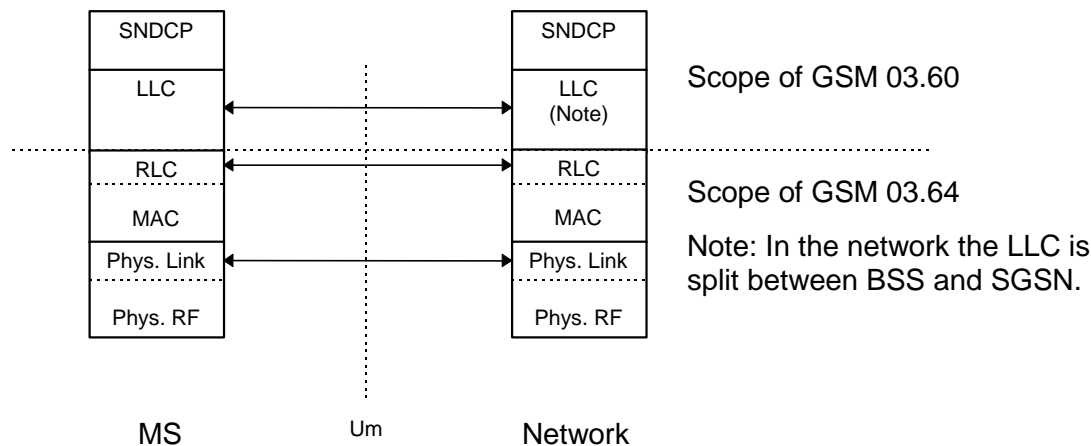 SNDCP
LLC
RLC
MAC
Phys. Link
Phys. RF
MS
Um
SNDCP
LLC
(Note)
RLC
MAC
Phys. Link
Phys. RF
Network
Scope of GSM 03.60
Scope of GSM 03.64
Note: In the network the LLC is
split between BSS and SGSN.